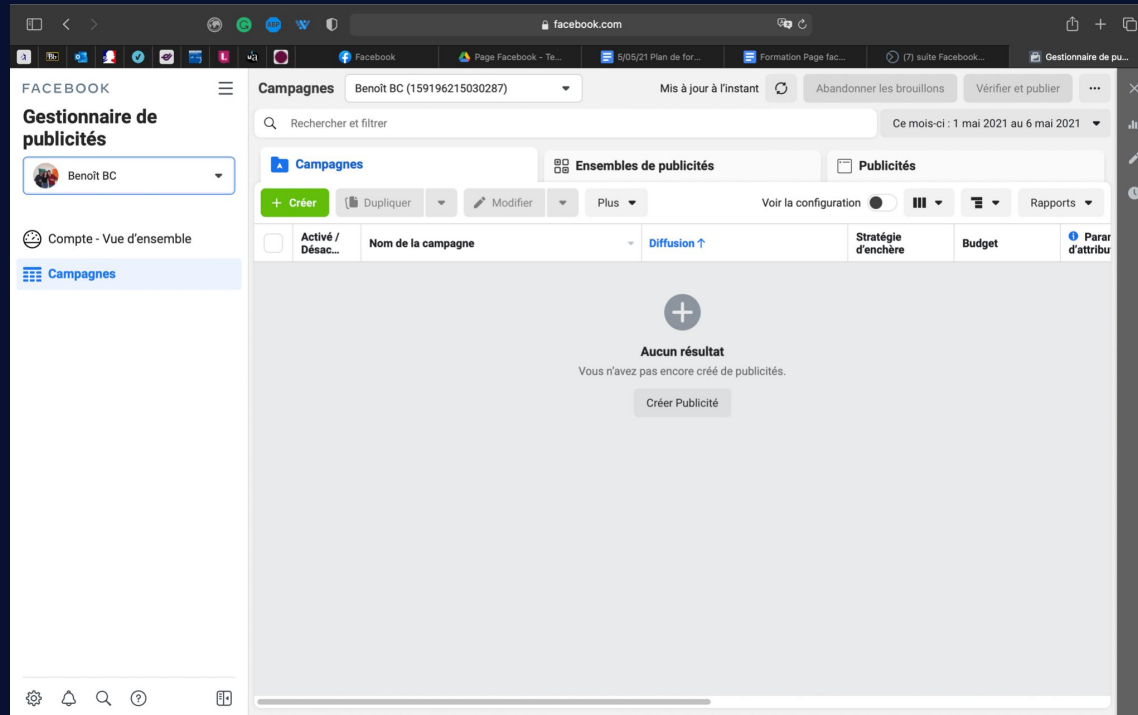 facebook.com
Facebook
Page Facebook - Te...
5/05/21 Plan de for...
Formation Page fac...
(7) suite Facebook...
Gestionnaire de pu...
FACEBOOK
Gestionnaire de
publicités
Benoît BC
Compte - Vue d'ensemble
Campagnes
Campagnes
Benoît BC (159196215030287)
Mis à jour à l'instant
Abandonner les brouillons
Vérifier et publier
Rechercher et filtrer
Ce mois-ci : 1 mai 2021 au 6 mai 2021
Campagnes
Ensembles de publicités
Publicités
+ Créer
Dupliquer
Modifier
Plus
Voir la configuration
Rapports
Activé /
Désac...
Nom de la campagne
Diffusion ↑
Stratégie
d'enchère
Budget
Parar
d'attribu
Aucun résultat
Vous n'avez pas encore créé de publicités.
Créer Publicité